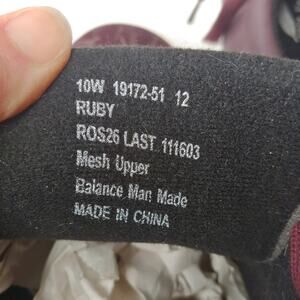 10W 19172-51 12
RUBY
ROS26 LAST 111603
Mesh Upper
Balance Man Made
MADE IN CHINA